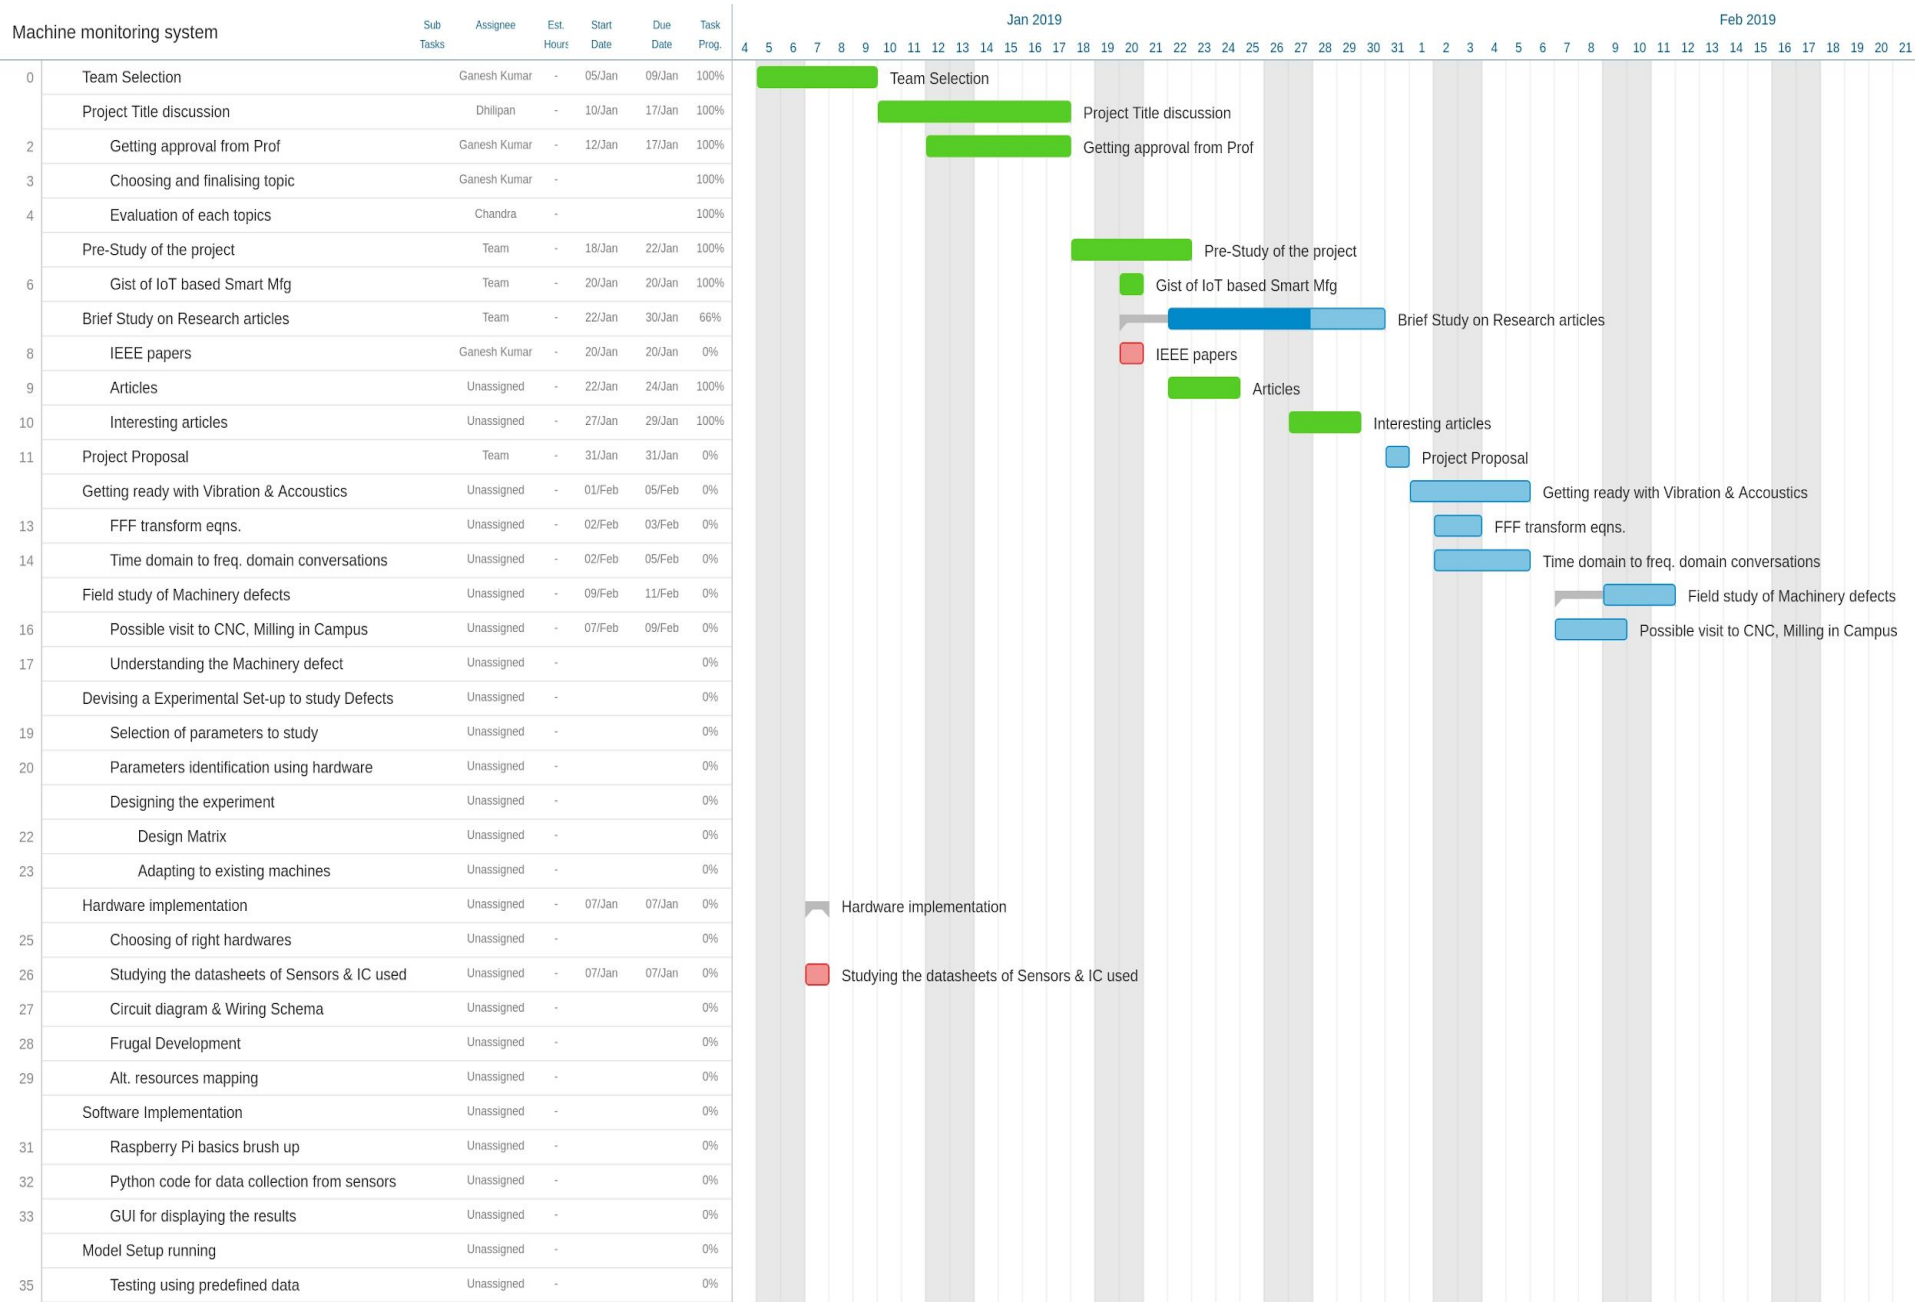 Machine monitoring system Sub Tasks Assignee Est. Hours Start Date Due Date Task Prog.
Jan 2019 Feb 2019
4 5 6 7 8 9 10 11 12 13 14 15 16 17 18 19 20 21 22 23 24 25 26 27 28 29 30 31 1 2 3 4 5 6 7 8 9 10 11 12 13 14 15 16 17 18 19 20 21
0 Team Selection Ganesh Kumar - 05/Jan 09/Jan 100% Team Selection
Project Title discussion Dhilipan - 10/Jan 17/Jan 100% Project Title discussion
2 Getting approval from Prof Ganesh Kumar - 12/Jan 17/Jan 100% Getting approval from Prof
3 Choosing and finalising topic Ganesh Kumar - 100%
4 Evaluation of each topics Chandra - 100%
Pre-Study of the project Team - 18/Jan 22/Jan 100% Pre-Study of the project
6 Gist of IoT based Smart Mfg Team - 20/Jan 20/Jan 100% Gist of IoT based Smart Mfg
Brief Study on Research articles Team - 22/Jan 30/Jan 66% Brief Study on Research articles
8 IEEE papers Ganesh Kumar - 20/Jan 20/Jan 0% IEEE papers
9 Articles Unassigned - 22/Jan 24/Jan 100% Articles
10 Interesting articles Unassigned - 27/Jan 29/Jan 100% Interesting articles
11 Project Proposal Team - 31/Jan 31/Jan 0% Project Proposal
Getting ready with Vibration & Accoustics Unassigned - 01/Feb 05/Feb 0% Getting ready with Vibration & Accoustics
13 FFF transform eqns. Unassigned - 02/Feb 03/Feb 0% FFF transform eqns.
14 Time domain to freq. domain conversations Unassigned - 02/Feb 05/Feb 0% Time domain to freq. domain conversations
Field study of Machinery defects Unassigned - 09/Feb 11/Feb 0% Field study of Machinery defects
16 Possible visit to CNC, Milling in Campus Unassigned - 07/Feb 09/Feb 0% Possible visit to CNC, Milling in Campus
17 Understanding the Machinery defect Unassigned - 0%
Devising a Experimental Set-up to study Defects Unassigned - 0%
19 Selection of parameters to study Unassigned - 0%
20 Parameters identification using hardware Unassigned - 0%
Designing the experiment Unassigned - 0%
22 Design Matrix Unassigned - 0%
23 Adapting to existing machines Unassigned - 0%
Hardware implementation Unassigned - 07/Jan 07/Jan 0% Hardware implementation
25 Choosing of right hardwares Unassigned - 0%
26 Studying the datasheets of Sensors & IC used Unassigned - 07/Jan 07/Jan 0% Studying the datasheets of Sensors & IC used
27 Circuit diagram & Wiring Schema Unassigned - 0%
28 Frugal Development Unassigned - 0%
29 Alt. resources mapping Unassigned - 0%
Software Implementation Unassigned - 0%
31 Raspberry Pi basics brush up Unassigned - 0%
32 Python code for data collection from sensors Unassigned - 0%
33 GUI for displaying the results Unassigned - 0%
Model Setup running Unassigned - 0%
35 Testing using predefined data Unassigned - 0%